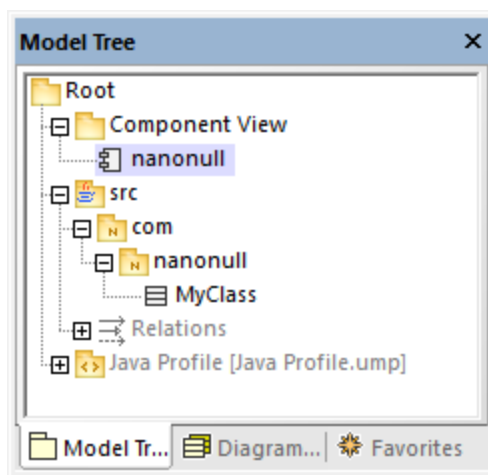 Model Tree
Root
Component View
nanonull
src
com
nanonull
MyClass
Relations
Java Profile [Java Profile.ump]
Model Tr... Diagram... Favorites